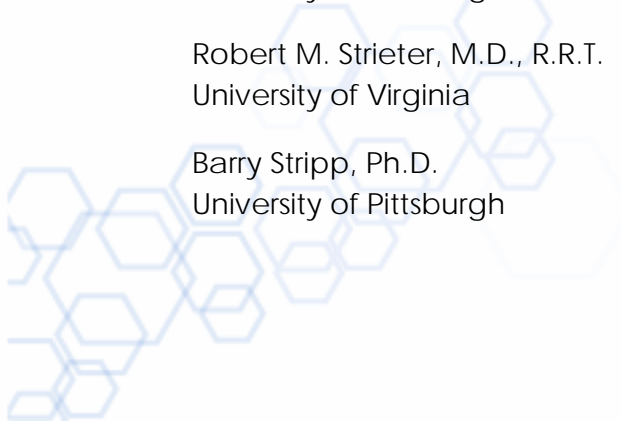 Robert M. Strieter, M.D., R.R.T.
University of Virginia
Barry Stripp, Ph.D.
University of Pittsburgh